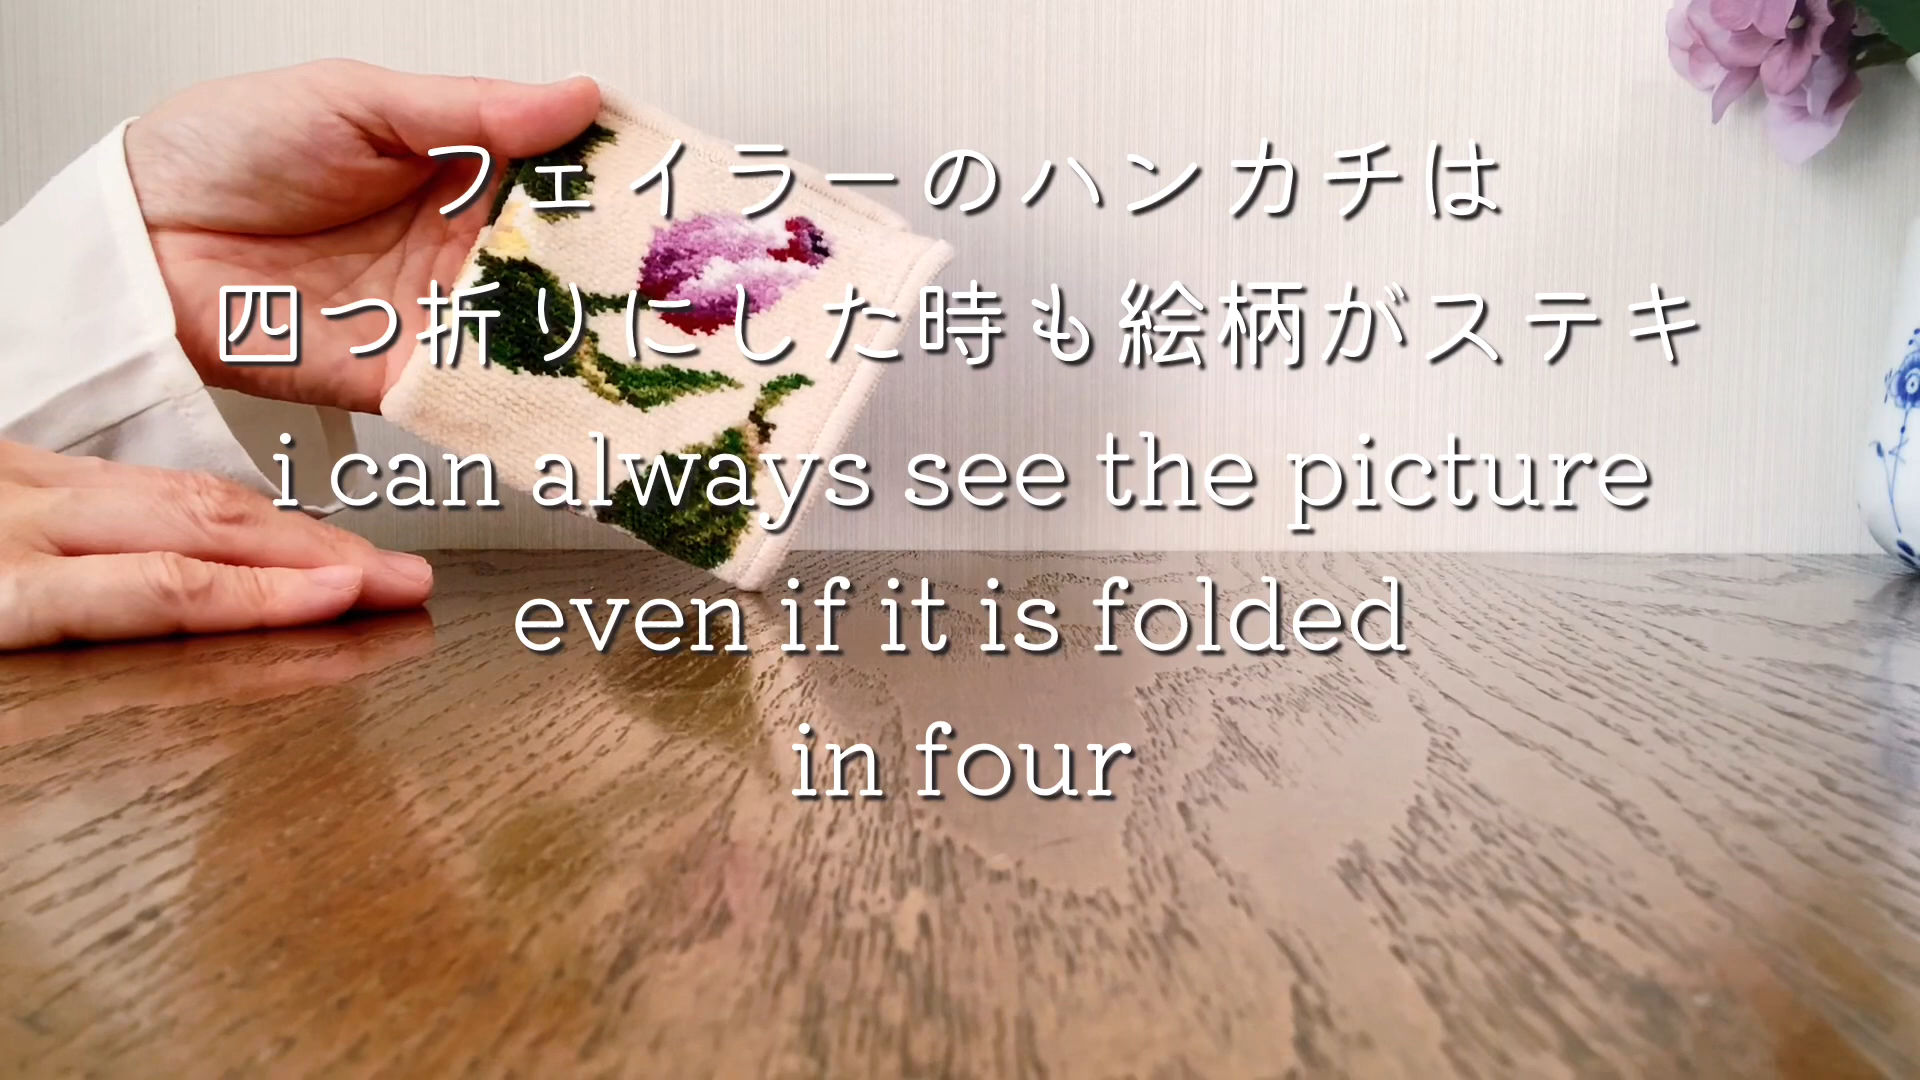 フェイラーのハンカチは
四つ折りにした時も絵柄がステキ
i can always see the picture
even if it is folded
in four